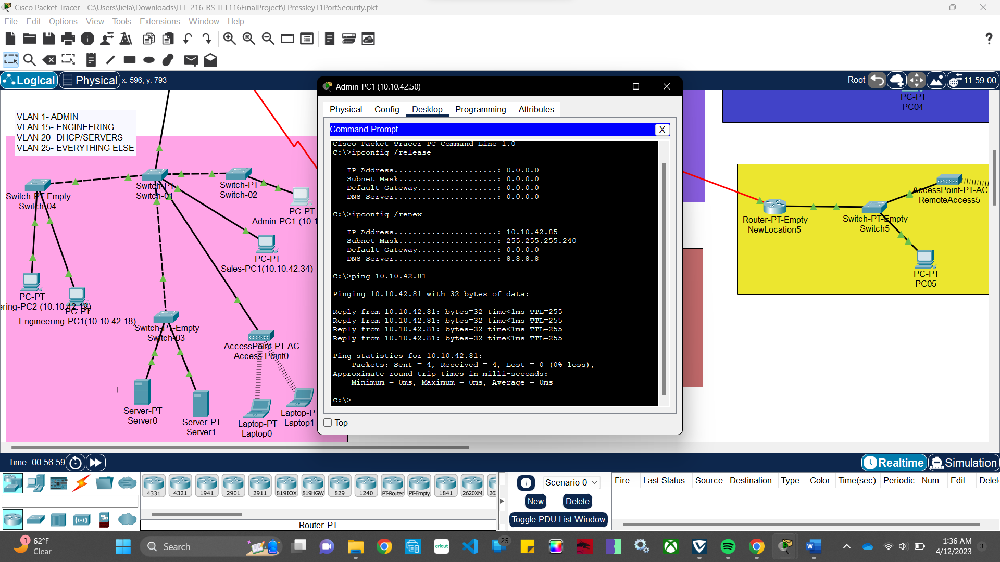 Cisco Packet Tracer - C:\Users\liela\Downloads\ITT-216-RS-ITT116FinalProject\LPressleyT1PortSecurity.pkt
File Edit Options View Tools Extensions Window Help
Logical Physical x: 596, y: 793
Root 11:59:00
VLAN 1- ADMIN
VLAN 15- ENGINEERING
VLAN 20- DHCP/SERVERS
VLAN 25- EVERYTHING ELSE
Switch-PT-Empty
Switch-04
Switch-PT
Switch-01
Switch-PT
Switch-02
PC-PT
Admin-PC1 (10.1
PC-PT
Sales-PC1(10.10.42.34)
PC-PT
ering-PC2 (10.10.42.19)
PC-PT
Engineering-PC1(10.10.42.18)
Switch-PT-Empty
Switch-03
AccessPoint-PT-AC
Access Point0
Server-PT
Server0
Server-PT
Server1
Laptop-PT
Laptop0
Laptop-PT
Laptop1
Admin-PC1 (10.10.42.50)
Physical Config Desktop Programming Attributes
Command Prompt
X
Cisco Packet Tracer PC Command Line 1.0
C:\>ipconfig /release
IP Address......................: 0.0.0.0
Subnet Mask.....................: 0.0.0.0
Default Gateway.................: 0.0.0.0
DNS Server......................: 0.0.0.0
C:\>ipconfig /renew
IP Address......................: 10.10.42.85
Subnet Mask.....................: 255.255.255.240
Default Gateway.................: 0.0.0.0
DNS Server......................: 8.8.8.8
C:\>ping 10.10.42.81
Pinging 10.10.42.81 with 32 bytes of data:
Reply from 10.10.42.81: bytes=32 time<1ms TTL=255
Reply from 10.10.42.81: bytes=32 time<1ms TTL=255
Reply from 10.10.42.81: bytes=32 time<1ms TTL=255
Reply from 10.10.42.81: bytes=32 time<1ms TTL=255
Ping statistics for 10.10.42.81:
Packets: Sent = 4, Received = 4, Lost = 0 (0% loss),
Approximate round trip times in milli-seconds:
Minimum = 0ms, Maximum = 0ms, Average = 0ms
C:\>
Top
PC-PT
PC04
Router-PT-Empty
NewLocation5
Switch-PT-Empty
Switch5
AccessPoint-PT-AC
RemoteAccess5
PC-PT
PC05
Time: 00:56:59
Realtime Simulation
4331 4321 1941 2901 2911 819IOX 819HGW 829 1240 PT-Router PT-Empty 1841 2620XM 26
Router-PT
Scenario 0
New Delete
Toggle PDU List Window
Fire Last Status Source Destination Type Color Time(sec) Periodic Num Edit Delet
1
62°F
Clear
Search
cricut
25
1:36 AM
4/12/2023
3